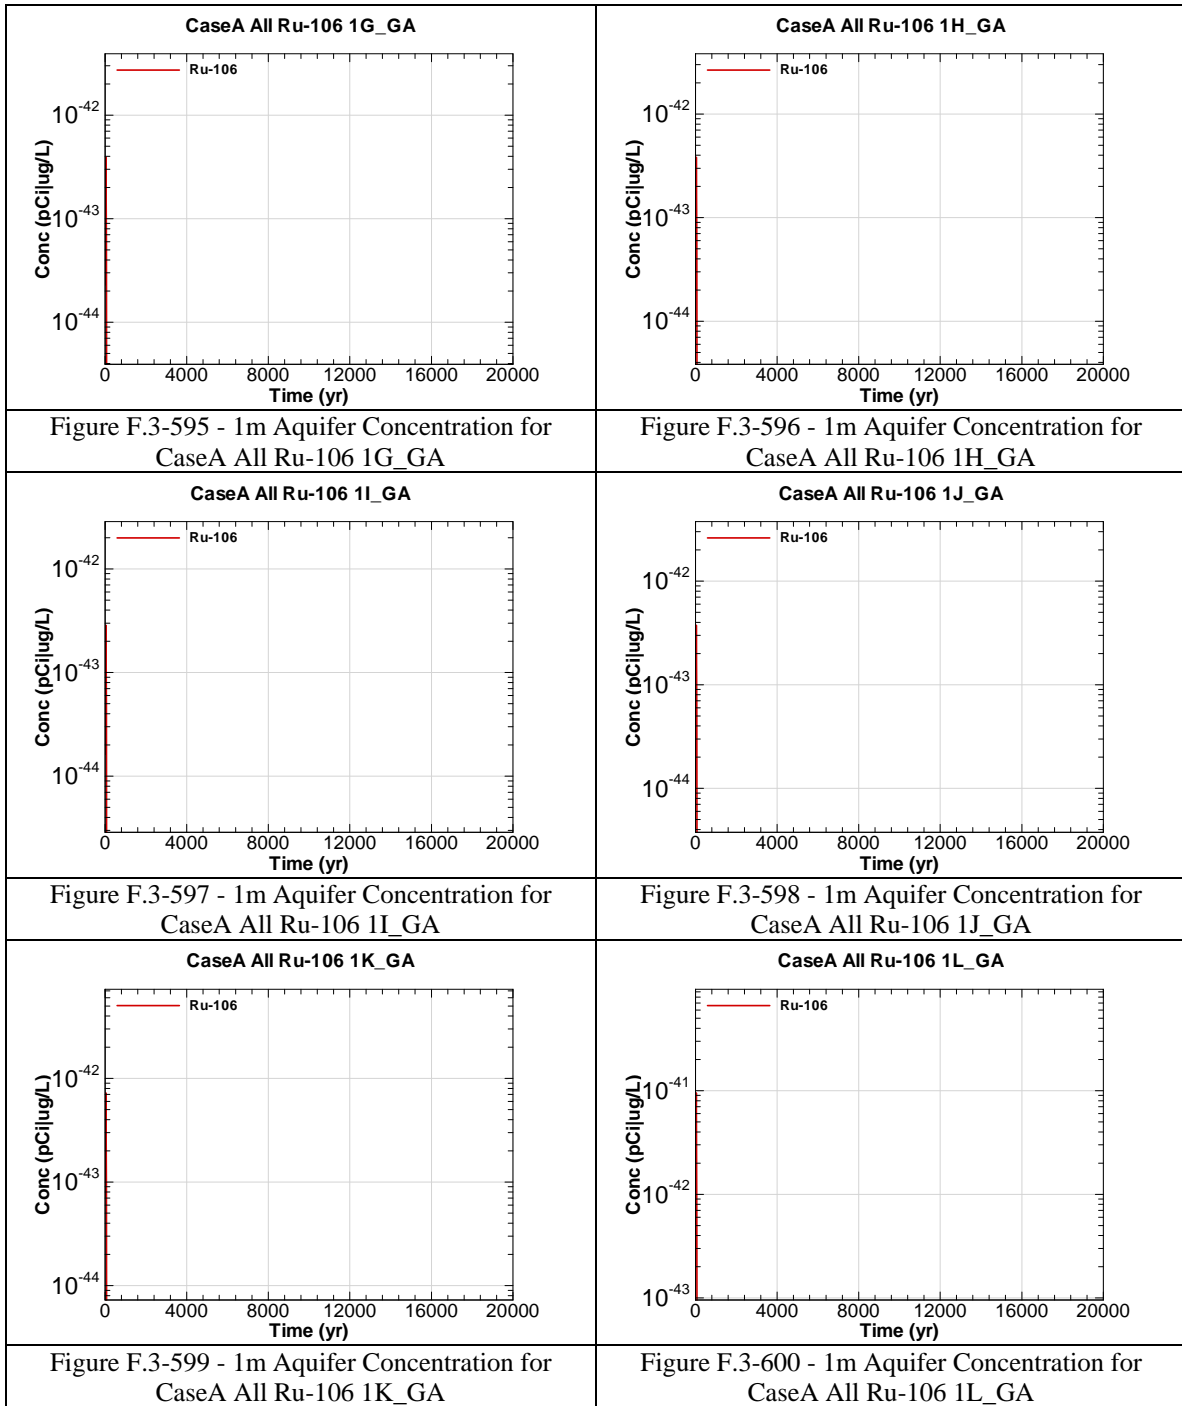 CaseA All Ru-106 1G_GA
Ru-106
10-42
10-43
10-44
Conc (pCi|ug/L)
0 4000 8000 12000 16000 20000
Time (yr)
Figure F.3-595 - 1m Aquifer Concentration for
CaseA All Ru-106 1G_GA
CaseA All Ru-106 1H_GA
Ru-106
10-42
10-43
10-44
Conc (pCi|ug/L)
0 4000 8000 12000 16000 20000
Time (yr)
Figure F.3-596 - 1m Aquifer Concentration for
CaseA All Ru-106 1H_GA
CaseA All Ru-106 1I_GA
Ru-106
10-42
10-43
10-44
Conc (pCi|ug/L)
0 4000 8000 12000 16000 20000
Time (yr)
Figure F.3-597 - 1m Aquifer Concentration for
CaseA All Ru-106 1I_GA
CaseA All Ru-106 1J_GA
Ru-106
10-42
10-43
10-44
Conc (pCi|ug/L)
0 4000 8000 12000 16000 20000
Time (yr)
Figure F.3-598 - 1m Aquifer Concentration for
CaseA All Ru-106 1J_GA
CaseA All Ru-106 1K_GA
Ru-106
10-42
10-43
10-44
Conc (pCi|ug/L)
0 4000 8000 12000 16000 20000
Time (yr)
Figure F.3-599 - 1m Aquifer Concentration for
CaseA All Ru-106 1K_GA
CaseA All Ru-106 1L_GA
Ru-106
10-41
10-42
10-43
Conc (pCi|ug/L)
0 4000 8000 12000 16000 20000
Time (yr)
Figure F.3-600 - 1m Aquifer Concentration for
CaseA All Ru-106 1L_GA